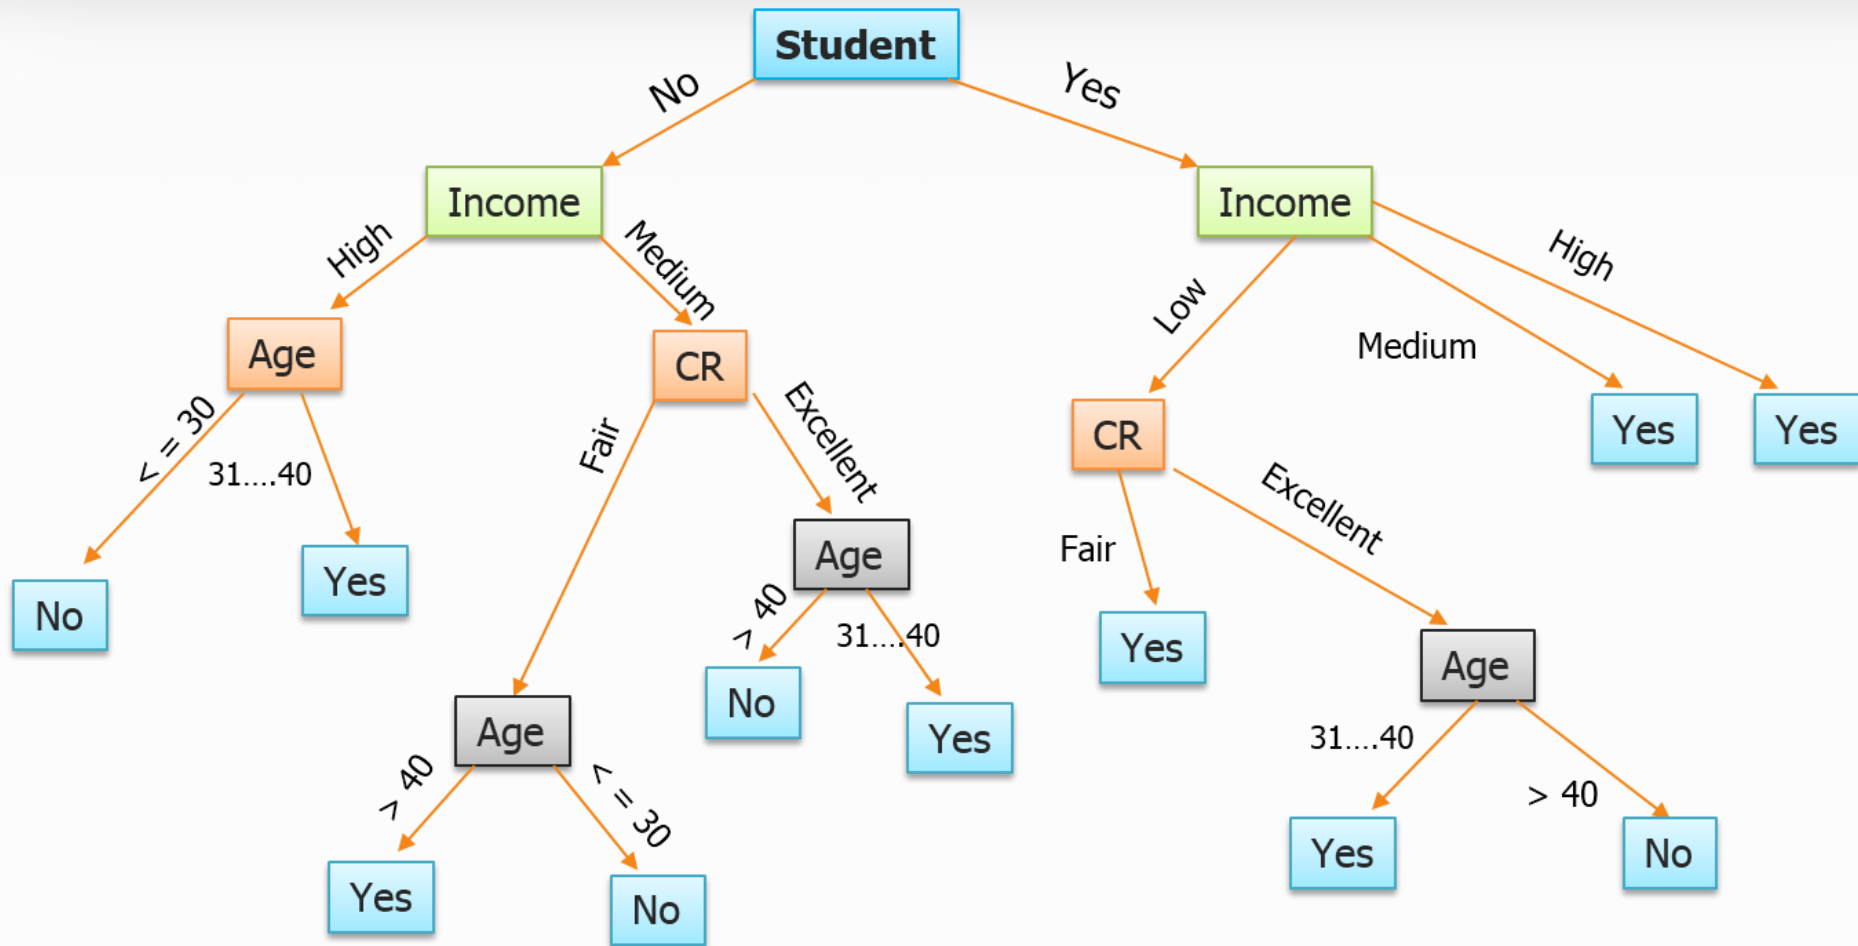 Student
No
Yes
Income
Income
High
Medium
Low
Medium
High
Age
CR
CR
Yes
Yes
< = 30
31....40
Fair
Excellent
Fair
Excellent
No
Yes
Age
Age
Yes
Age
> 40
31....40
No
Yes
31....40
> 40
> 40
< = 30
Yes
No
Yes
No